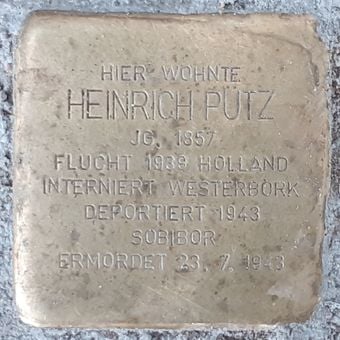 HIER WOHNTE
HEINRICH PÜTZ
JG. 1857
FLUCHT 1939 HOLLAND
INTERNIERT WESTERBORK
DEPORTIERT 1943
SOBIBOR
ERMORDET 23. 7. 1943